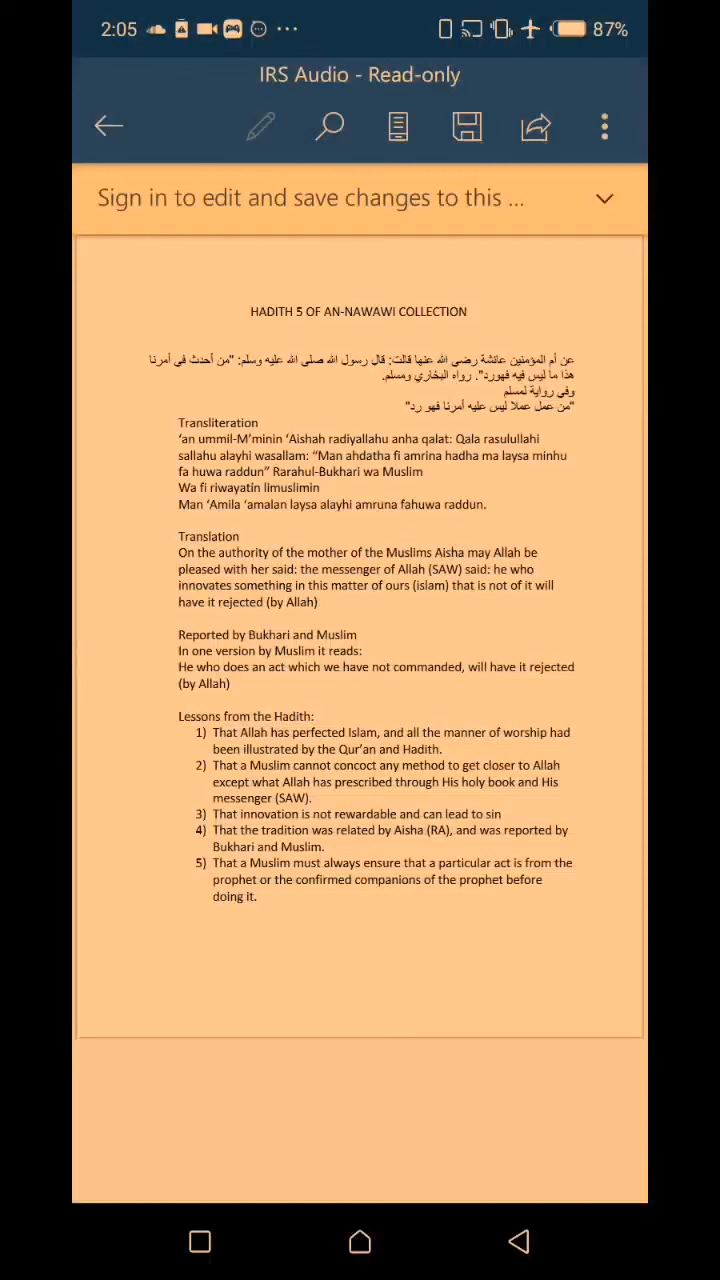 2:05
87%
IRS Audio - Read-only
Sign in to edit and save changes to this ...
HADITH 5 OF AN-NAWAWI COLLECTION
عن أم المؤمنين عائشة رضي الله عنها قالت: قال رسول الله صلى الله عليه وسلم: "من أحدث في أمرنا
هذا ما ليس فيه فهورد". رواه البخاري ومسلم.
وفي رواية لمسلم
"من عمل عملا ليس عليه أمرنا فهو رد"
Transliteration
‘an ummil-M’minin ‘Aishah radiyallahu anha qalat: Qala rasulullahi
sallahu alayhi wasallam: “Man ahdatha fi amrina hadha ma laysa minhu
fa huwa raddun” Rarahul-Bukhari wa Muslim
Wa fi riwayatin limuslimin
Man ‘Amila ‘amalan laysa alayhi amruna fahuwa raddun.
Translation
On the authority of the mother of the Muslims Aisha may Allah be
pleased with her said: the messenger of Allah (SAW) said: he who
innovates something in this matter of ours (islam) that is not of it will
have it rejected (by Allah)
Reported by Bukhari and Muslim
In one version by Muslim it reads:
He who does an act which we have not commanded, will have it rejected
(by Allah)
Lessons from the Hadith:
1) That Allah has perfected Islam, and all the manner of worship had
been illustrated by the Qur’an and Hadith.
2) That a Muslim cannot concoct any method to get closer to Allah
except what Allah has prescribed through His holy book and His
messenger (SAW).
3) That innovation is not rewardable and can lead to sin
4) That the tradition was related by Aisha (RA), and was reported by
Bukhari and Muslim.
5) That a Muslim must always ensure that a particular act is from the
prophet or the confirmed companions of the prophet before
doing it.